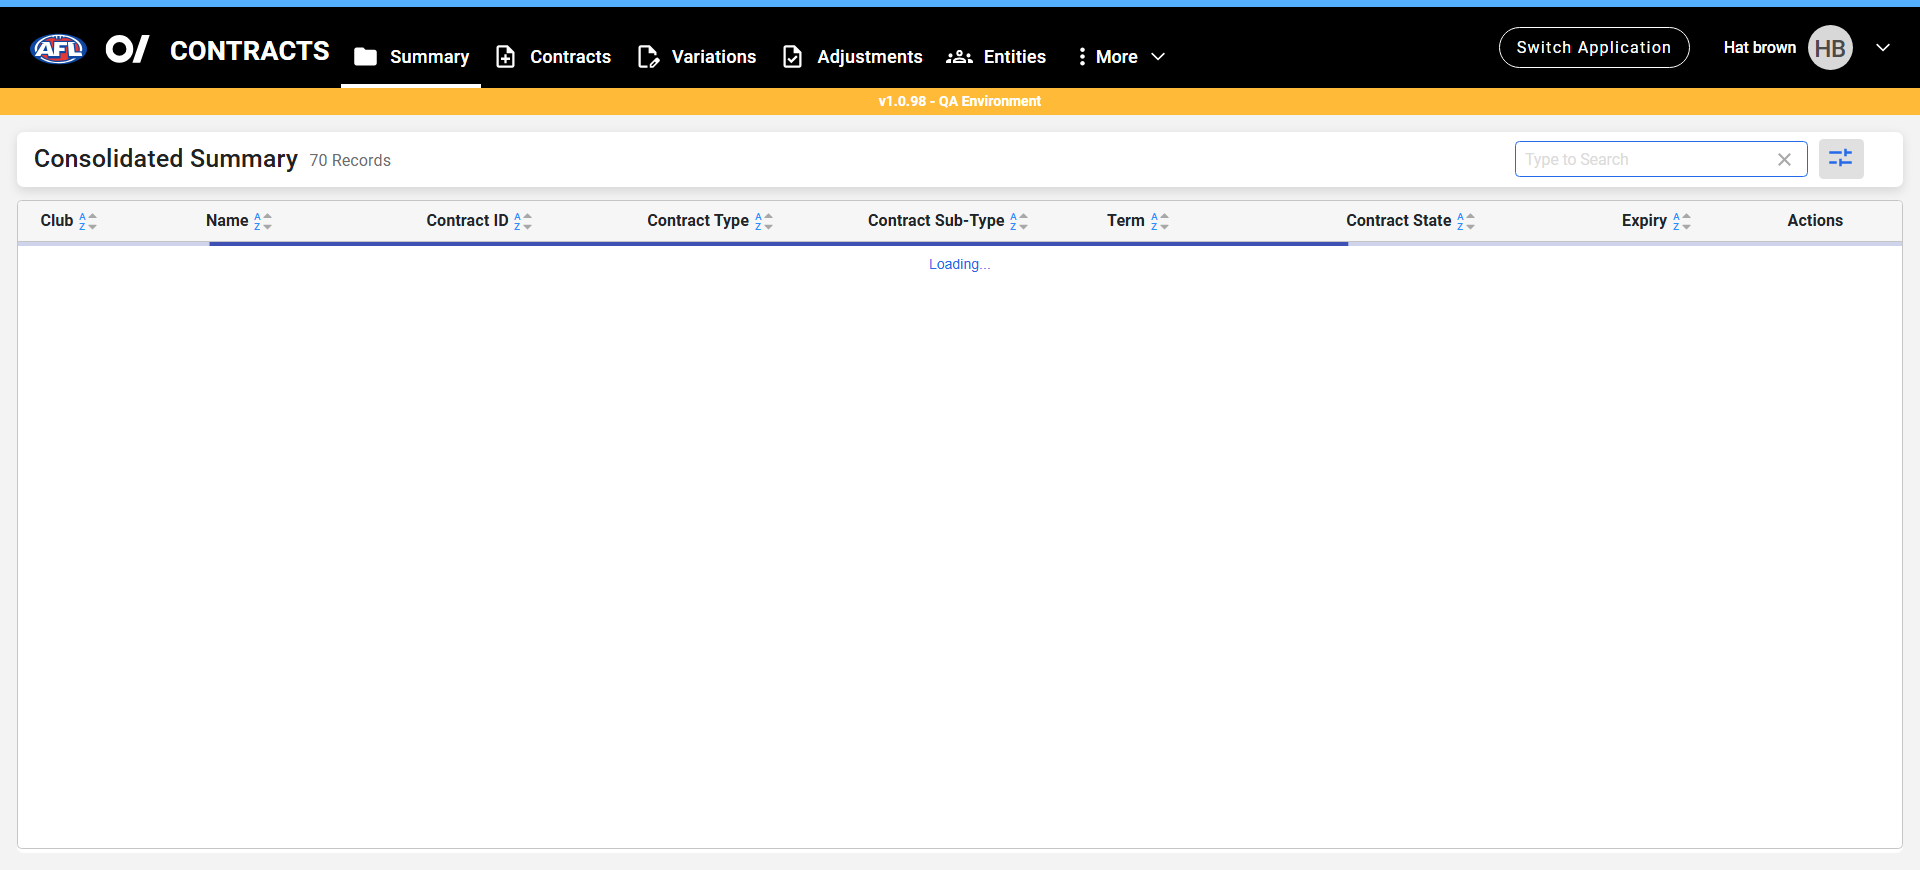 AFL O/ CONTRACTS Summary Contracts Variations Adjustments Entities More Switch Application Hat brown HB
v1.0.98 - QA Environment
Consolidated Summary 70 Records Type to Search
Club Name Contract ID Contract Type Contract Sub-Type Term Contract State Expiry Actions
Loading...